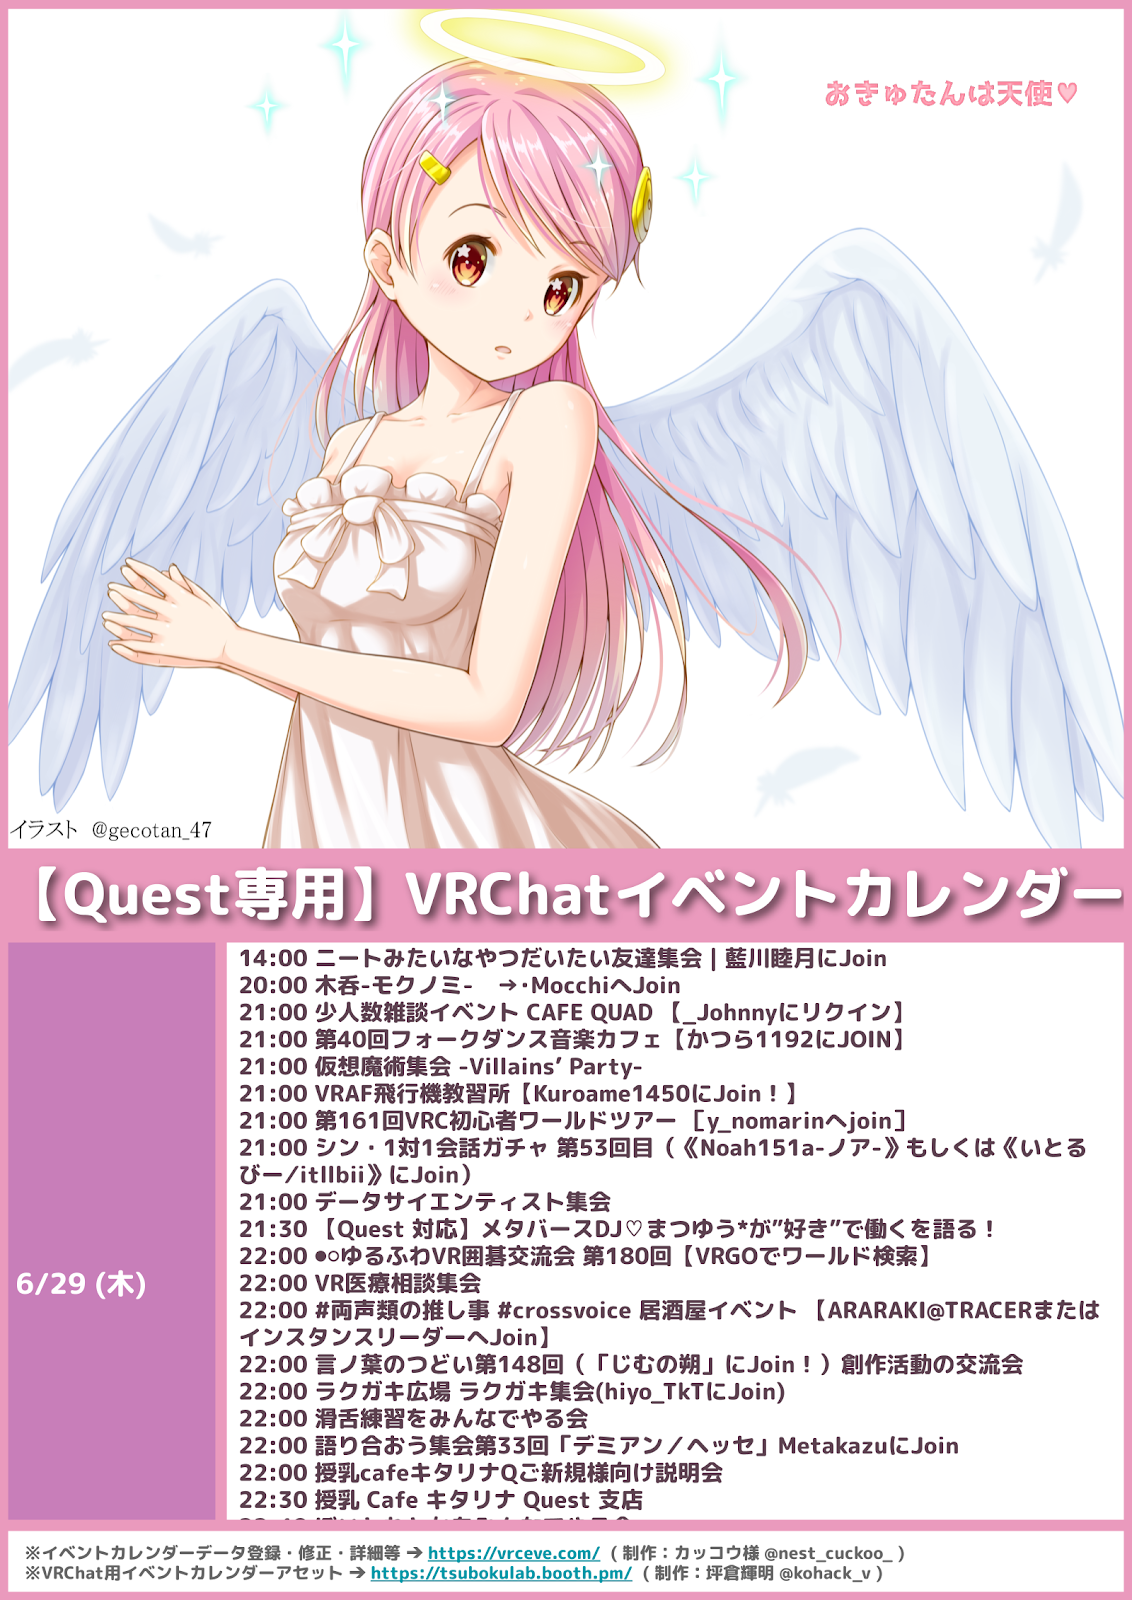 おきゅたんは天使♥
イラスト @gecotan_47
【Quest専用】VRChatイベントカレンダー
6/29 (木)
14:00 ニートみたいなやつだいたい友達集会 | 藍川睦月にJoin
20:00 木呑-モクノミ- →･MocchiへJoin
21:00 少人数雑談イベント CAFE QUAD 【_Johnnyにリクイン】
21:00 第40回フォークダンス音楽カフェ【かつら1192にJOIN】
21:00 仮想魔術集会 -Villains’ Party-
21:00 VRAF飛行機教習所【Kuroame1450にJoin！】
21:00 第161回VRC初心者ワールドツアー ［y_nomarinへjoin］
21:00 シン・1対1会話ガチャ 第53回目（《Noah151a-ノア-》もしくは《いとる
びー/itllbii》にJoin）
21:00 データサイエンティスト集会
21:30 【Quest 対応】メタバースDJ♡まつゆう*が”好き”で働くを語る！
22:00 ●○ゆるふわVR囲碁交流会 第180回【VRGOでワールド検索】
22:00 VR医療相談集会
22:00 #両声類の推し事 #crossvoice 居酒屋イベント 【ARARAKI@TRACERまたは
インスタンスリーダーへJoin】
22:00 言ノ葉のつどい第148回（「じむの朔」にJoin！）創作活動の交流会
22:00 ラクガキ広場 ラクガキ集会(hiyo_TkTにJoin)
22:00 滑舌練習をみんなでやる会
22:00 語り合おう集会第33回「デミアン／ヘッセ」MetakazuにJoin
22:00 授乳cafeキタリナQご新規様向け説明会
22:30 授乳 Cafe キタリナ Quest 支店
※イベントカレンダーデータ登録・修正・詳細等 ➔ https://vrceve.com/ ( 制作：カッコウ様 @nest_cuckoo_ )
※VRChat用イベントカレンダーアセット ➔ https://tsubokulab.booth.pm/ ( 制作：坪倉輝明 @kohack_v )